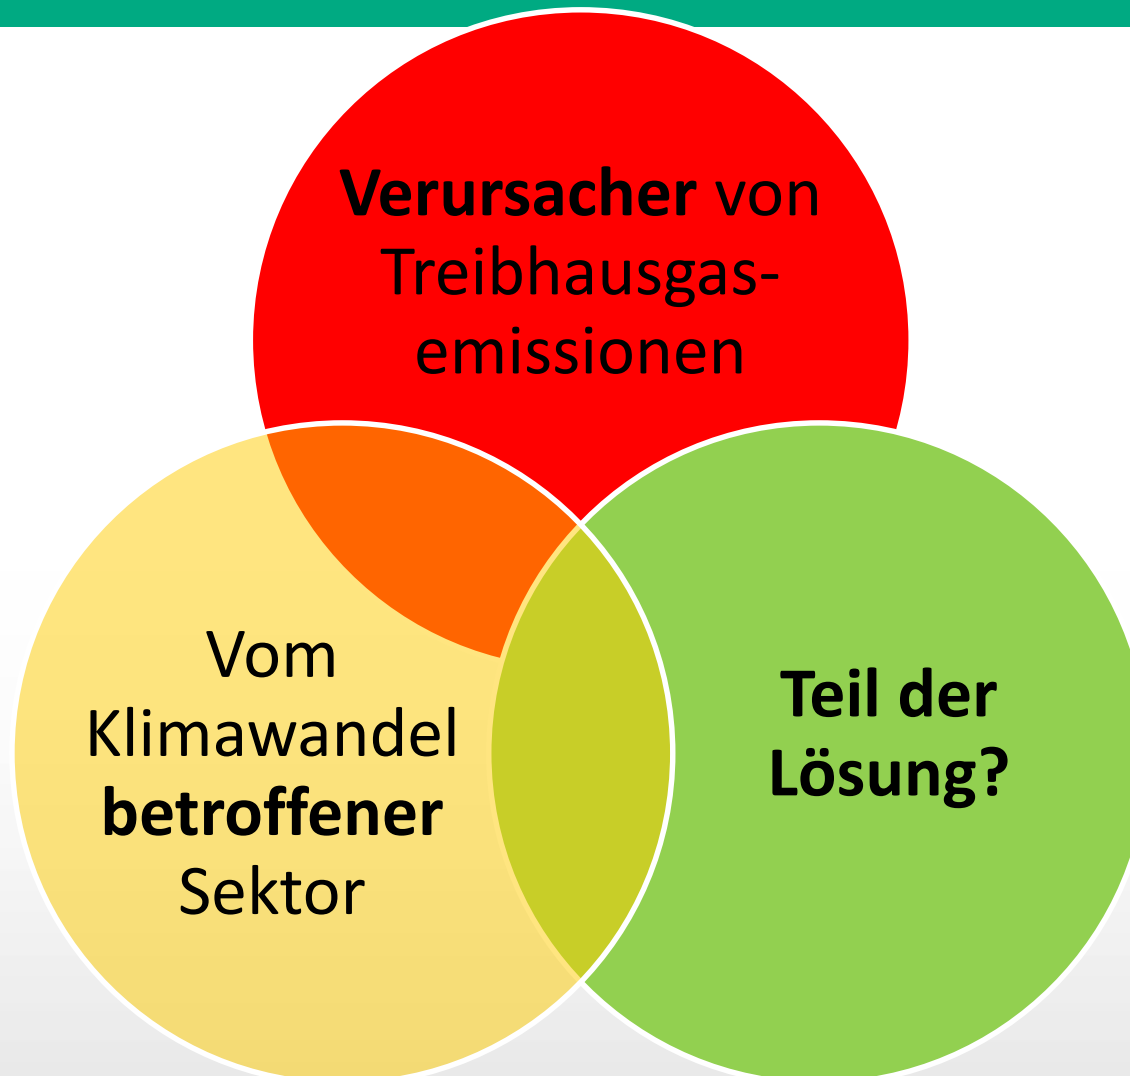 Verursacher von
Treibhausgas-
emissionen
Vom
Klimawandel
betroffener
Sektor
Teil der
Lösung?